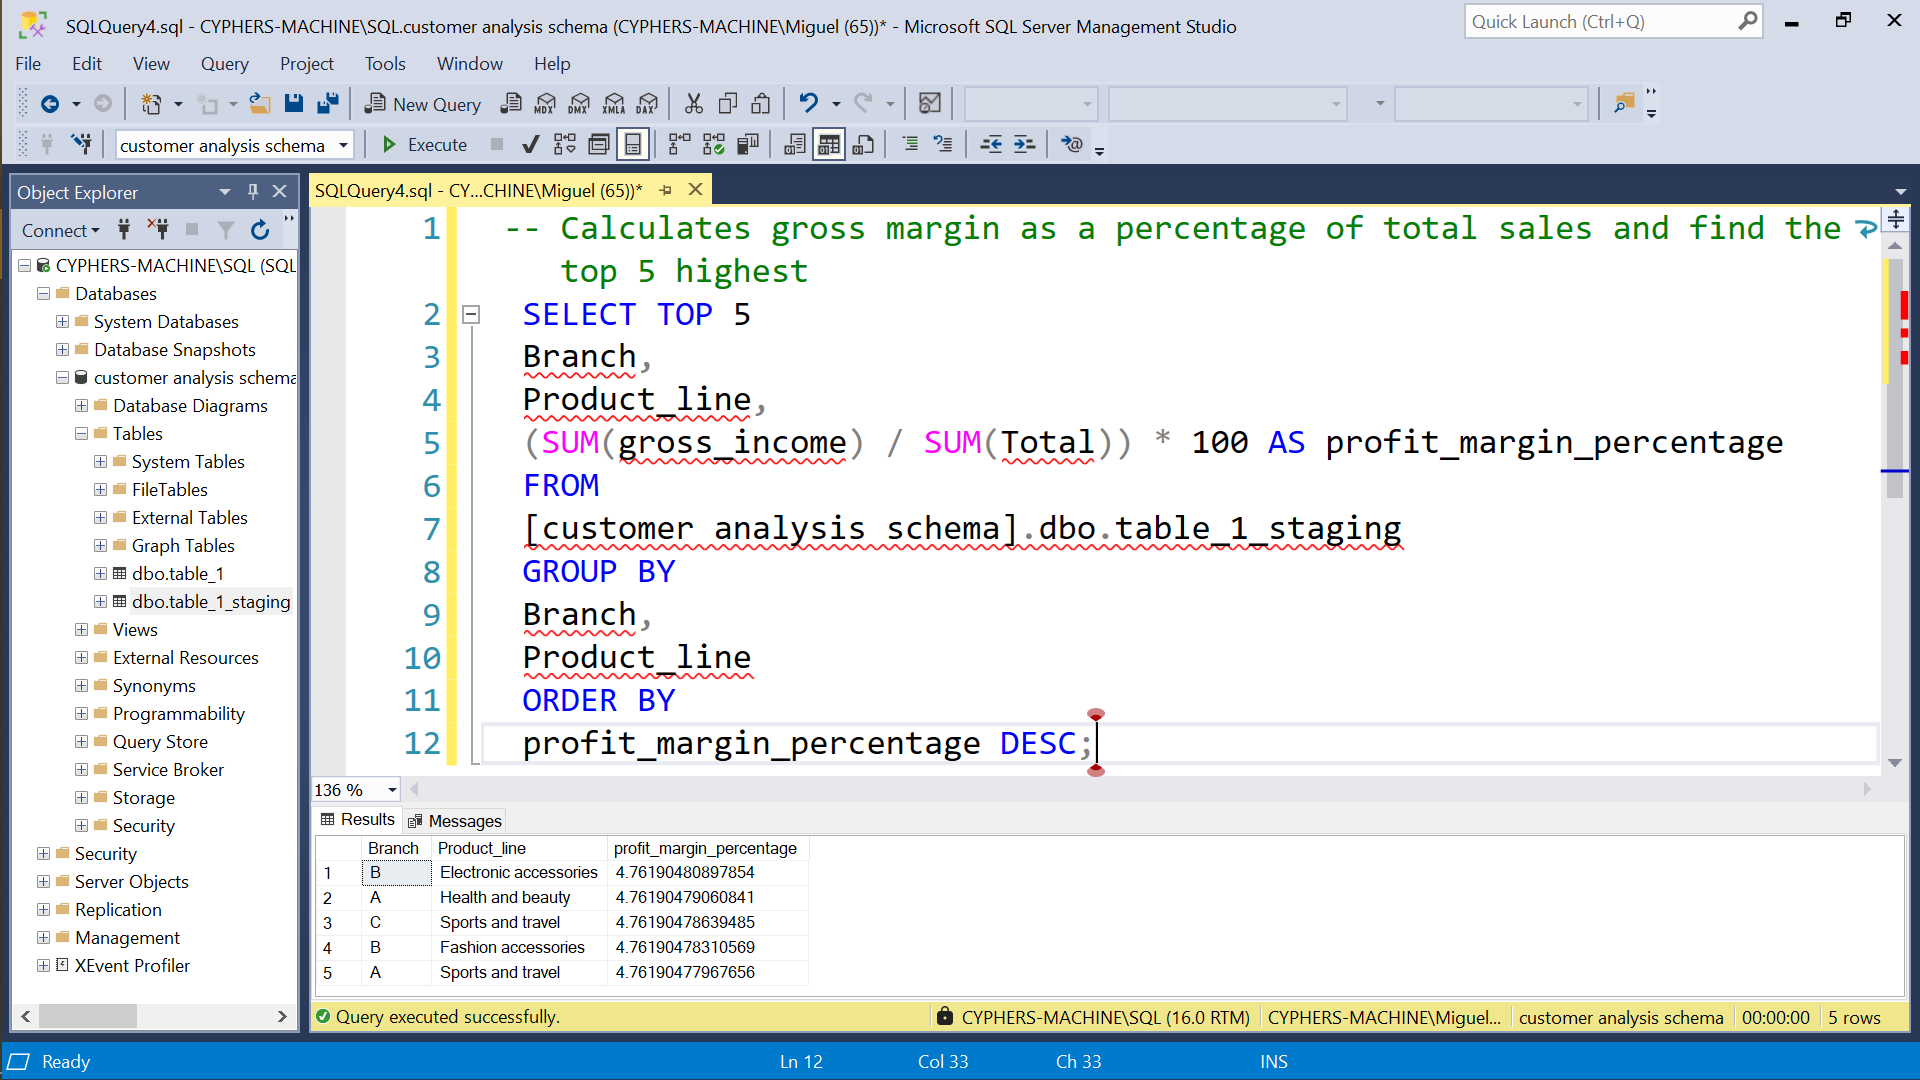 SQLQuery4.sql - CYPHERS-MACHINE\SQL.customer analysis schema (CYPHERS-MACHINE\Miguel (65))* - Microsoft SQL Server Management Studio
Quick Launch (Ctrl+Q)
File Edit View Query Project Tools Window Help
New Query MDX DMX XMLA DAX
customer analysis schema Execute
Object Explorer
Connect
CYPHERS-MACHINE\SQL (SQL
Databases
System Databases
Database Snapshots
customer analysis schema
Database Diagrams
Tables
System Tables
FileTables
External Tables
Graph Tables
dbo.table_1
dbo.table_1_staging
Views
External Resources
Synonyms
Programmability
Query Store
Service Broker
Storage
Security
Security
Server Objects
Replication
Management
XEvent Profiler
SQLQuery4.sql - CY...CHINE\Miguel (65))*
1 -- Calculates gross margin as a percentage of total sales and find the
top 5 highest
2 SELECT TOP 5
3 Branch,
4 Product_line,
5 (SUM(gross_income) / SUM(Total)) * 100 AS profit_margin_percentage
6 FROM
7 [customer analysis schema].dbo.table_1_staging
8 GROUP BY
9 Branch,
10 Product_line
11 ORDER BY
12 profit_margin_percentage DESC;
136 %
Results Messages
Branch Product_line profit_margin_percentage
1 B Electronic accessories 4.76190480897854
2 A Health and beauty 4.76190479060841
3 C Sports and travel 4.76190478639485
4 B Fashion accessories 4.76190478310569
5 A Sports and travel 4.76190477967656
Query executed successfully. CYPHERS-MACHINE\SQL (16.0 RTM) CYPHERS-MACHINE\Miguel... customer analysis schema 00:00:00 5 rows
Ready Ln 12 Col 33 Ch 33 INS